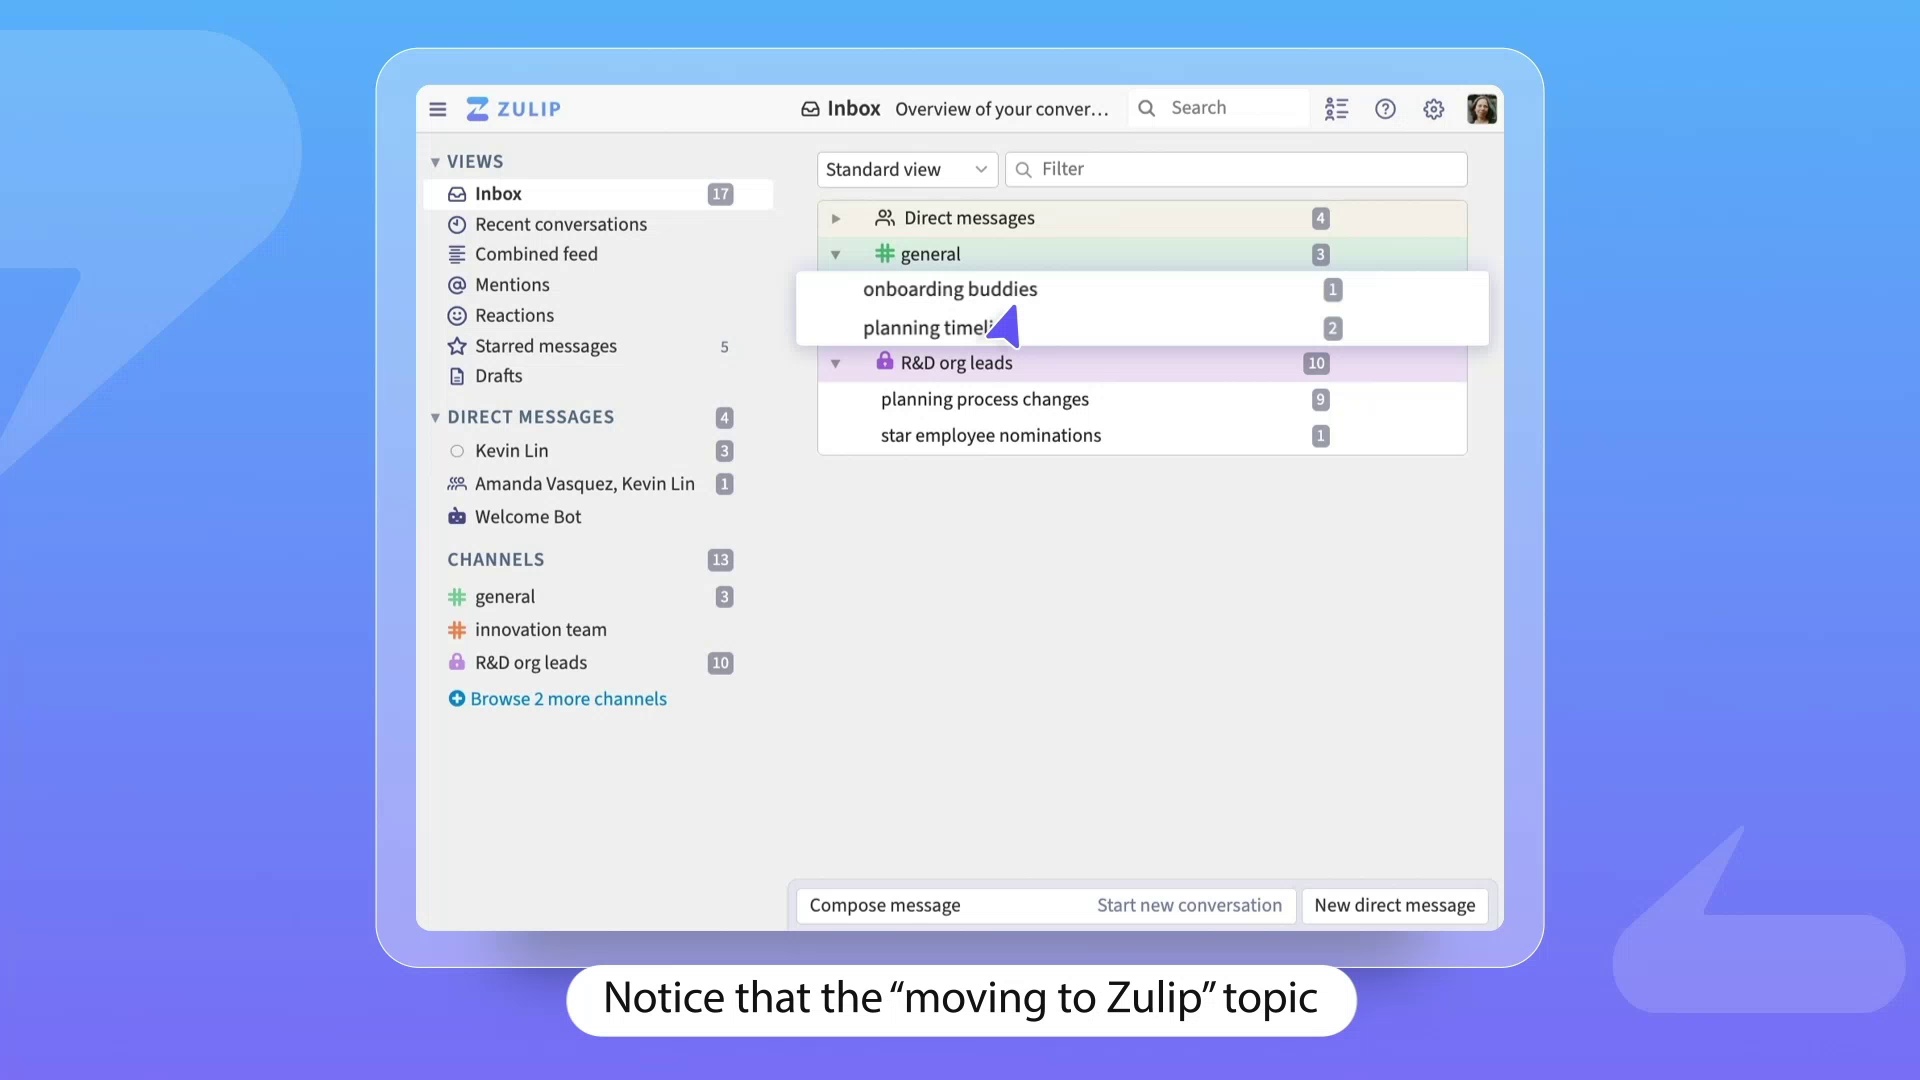 ZULIP
Inbox Overview of your conver...
Search
VIEWS
Inbox 17
Recent conversations
Combined feed
Mentions
Reactions
Starred messages 5
Drafts
DIRECT MESSAGES 4
Kevin Lin 3
Amanda Vasquez, Kevin Lin 1
Welcome Bot
CHANNELS 13
general 3
innovation team
R&D org leads 10
Browse 2 more channels
Standard view
Filter
Direct messages 4
general 3
onboarding buddies 1
planning 2
R&D org leads 10
planning process changes 9
star employee nominations 1
Compose message
Start new conversation
New direct message
Notice that the “moving to Zulip” topic